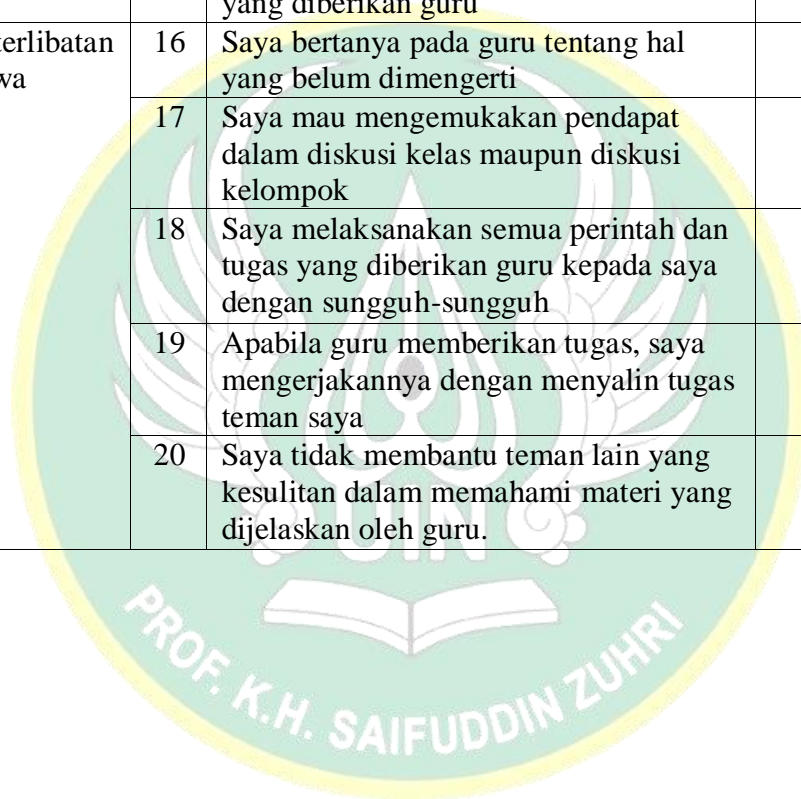 yang diberikan guru
terlibatan
wa
16 Saya bertanya pada guru tentang hal
yang belum dimengerti
17 Saya mau mengemukakan pendapat
dalam diskusi kelas maupun diskusi
kelompok
18 Saya melaksanakan semua perintah dan
tugas yang diberikan guru kepada saya
dengan sungguh-sungguh
19 Apabila guru memberikan tugas, saya
mengerjakannya dengan menyalin tugas
teman saya
20 Saya tidak membantu teman lain yang
kesulitan dalam memahami materi yang
dijelaskan oleh guru.
UIN
PROF. K.H. SAIFUDDIN ZUHRI